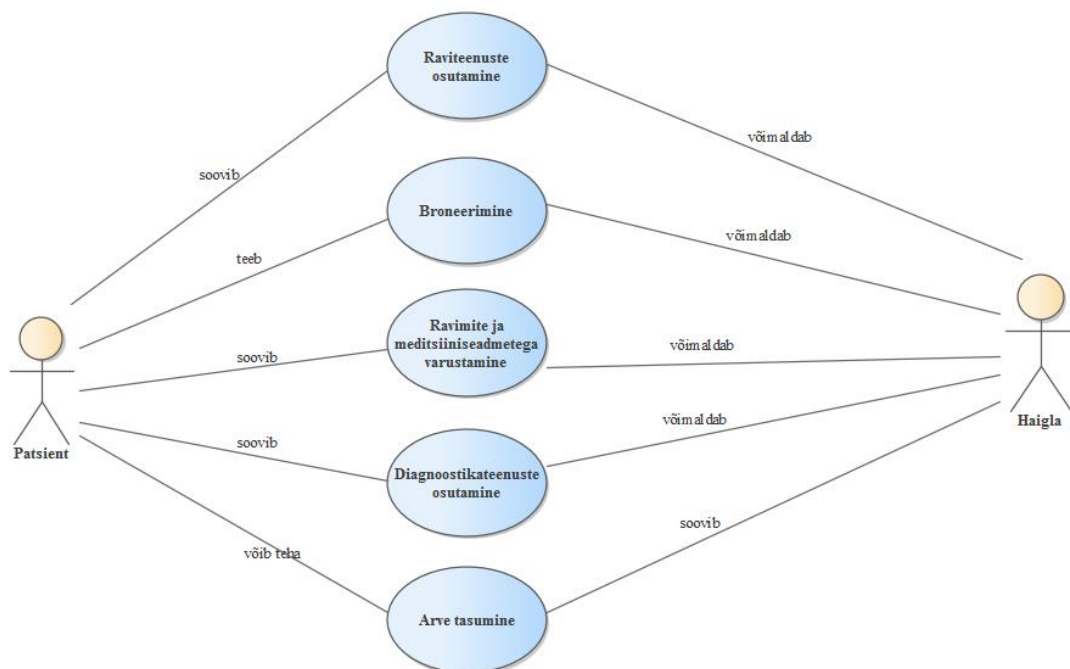 Raviteenuste
osutamine
võimaldab
soovib
Broneerimine
võimaldab
teeb
Ravimite ja
meditsiiniseadmetega
varustamine
soovib
võimaldab
Patsient
Haigla
soovib
võimaldab
Diagnostikateenuste
osutamine
soovib
võib teha
Arve tasumine